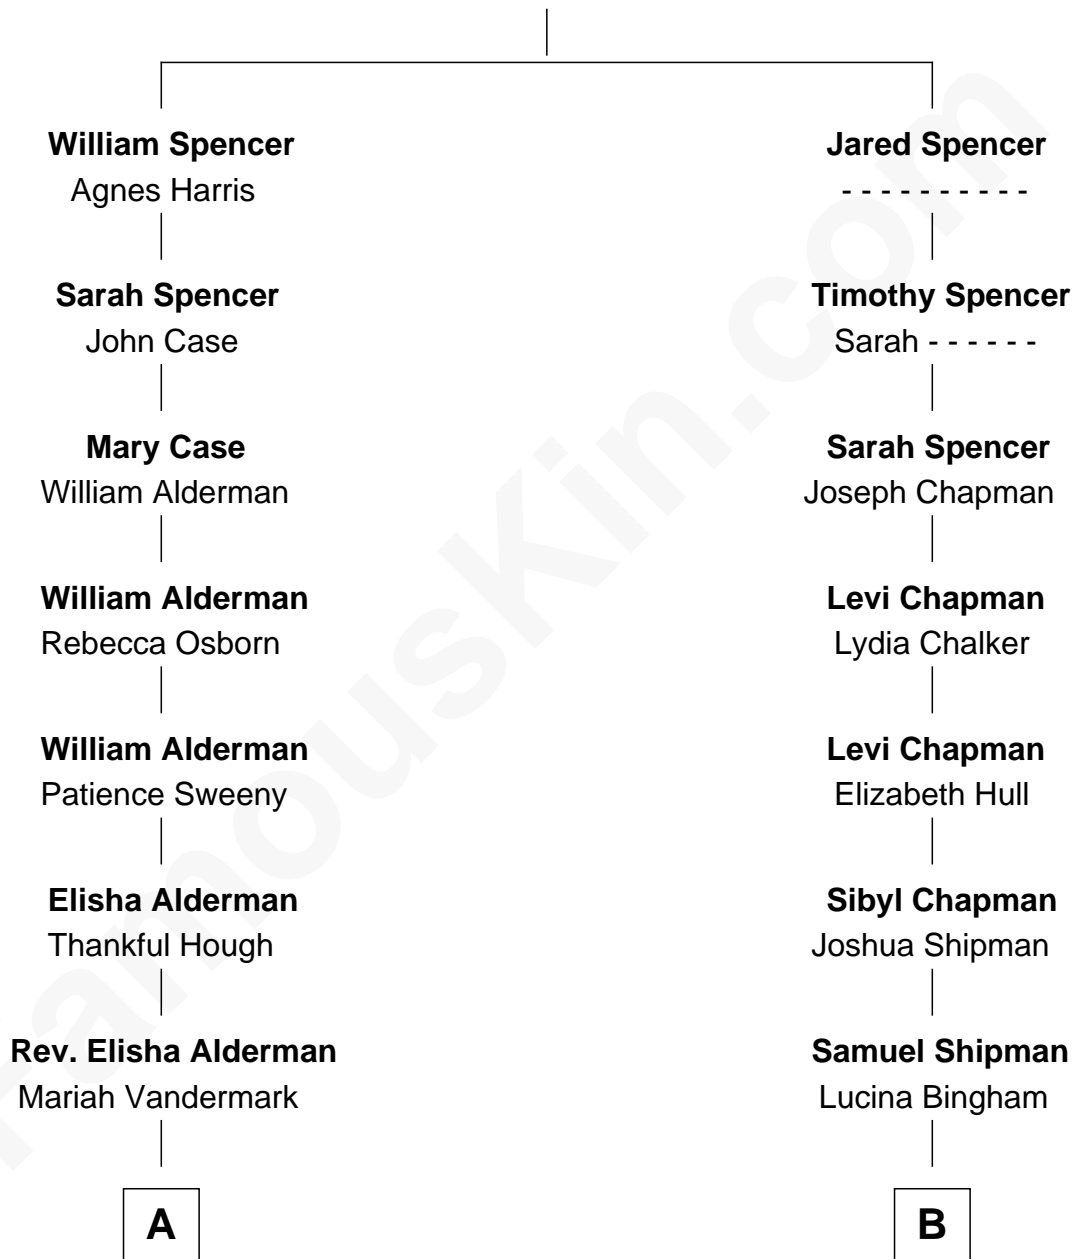 William Spencer
Agnes Harris
Sarah Spencer
John Case
Mary Case
William Alderman
William Alderman
Rebecca Osborn
William Alderman
Patience Sweeny
Elisha Alderman
Thankful Hough
Rev. Elisha Alderman
Mariah Vandermark
A
Jared Spencer
- - - - - - - - - -
Timothy Spencer
Sarah - - - - - -
Sarah Spencer
Joseph Chapman
Levi Chapman
Lydia Chalker
Levi Chapman
Elizabeth Hull
Sibyl Chapman
Joshua Shipman
Samuel Shipman
Lucina Bingham
B
FamousKin.com